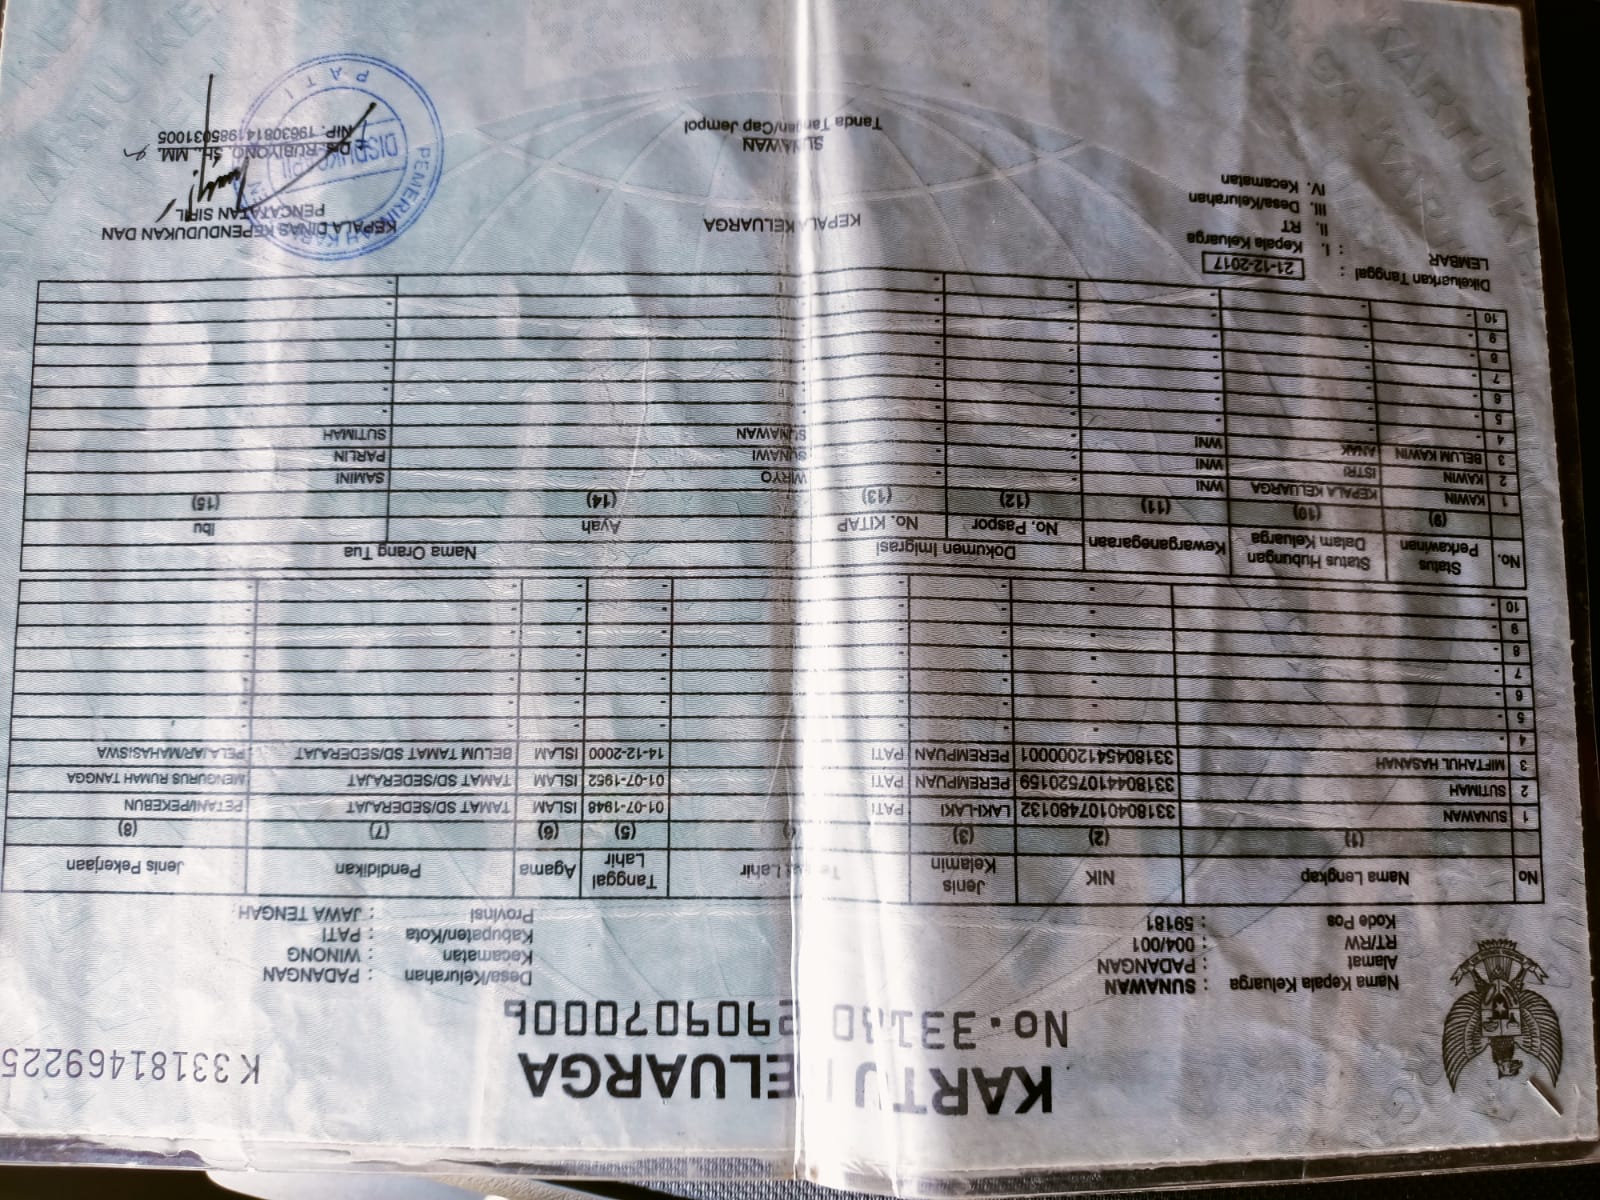 KARTU KELUARGA
K 33181469225
Nama Kepala Keluarga : SUNAWAN
Alamat : PADANGAN
RT/RW : 004/001
Kode Pos : 59181
Desa/Kelurahan : PADANGAN
Kecamatan : WINONG
Kabupaten/Kota : PATI
Provinsi : JAWA TENGAH
No Nama Lengkap NIK Jenis Kelamin Lahir Tanggal Lahir Agama Pendidikan Jenis Pekerjaan
(1) (2) (3) (5) (6) (7) (8)
1 SUNAWAN 3318040107480132 LAKI-LAKI PATI 01-07-1948 ISLAM TAMAT SD/SEDERAJAT PETANI/PEKEBUN
2 SUTIMAH 3318044107520159 PEREMPUAN PATI 01-07-1952 ISLAM TAMAT SD/SEDERAJAT MENGURUS RUMAH TANGGA
3 MIFTAHUL HASANAH 3318045412000001 PEREMPUAN PATI 14-12-2000 ISLAM BELUM TAMAT SD/SEDERAJAT PELAJAR/MAHASISWA
4 -
5 - - - - - - - -
6 - - - - - - - -
7 - - - - - - - -
8 - - - - - - - -
9 - - - - - - - -
10 - - - - - - - -
No. Status Perkawinan Status Hubungan Dalam Keluarga Kewarganegaraan Dokumen Imigrasi Nama Orang Tua
No. Paspor No. KITAP Ayah Ibu
(9) (10) (11) (12) (13) (14) (15)
1 KAWIN KEPALA KELUARGA WNI - - WIRYO SAMINI
2 KAWIN ISTRI WNI - - SUNAWI PARLIN
3 BELUM KAWIN ANAK WNI - - SUNAWAN SUTIMAH
4 - - - - - - -
5 - - - - - - -
6 - - - - - - -
7 - - - - - - -
8 - - - - - - -
9 - - - - - - -
10 - - - - - - -
Dikeluarkan Tanggal : 21-12-2017
LEMBAR : I. Kepala Keluarga
II. RT
III. Desa/Kelurahan
IV. Kecamatan
KEPALA KELUARGA
SUNAWAN
Tanda Tangan/Cap Jempol
KEPALA DINAS KEPENDUDUKAN DAN
PENCATATAN SIPIL
Drs. RUBIYONO, SH., MM.
NIP. 196308141985031005
PATI